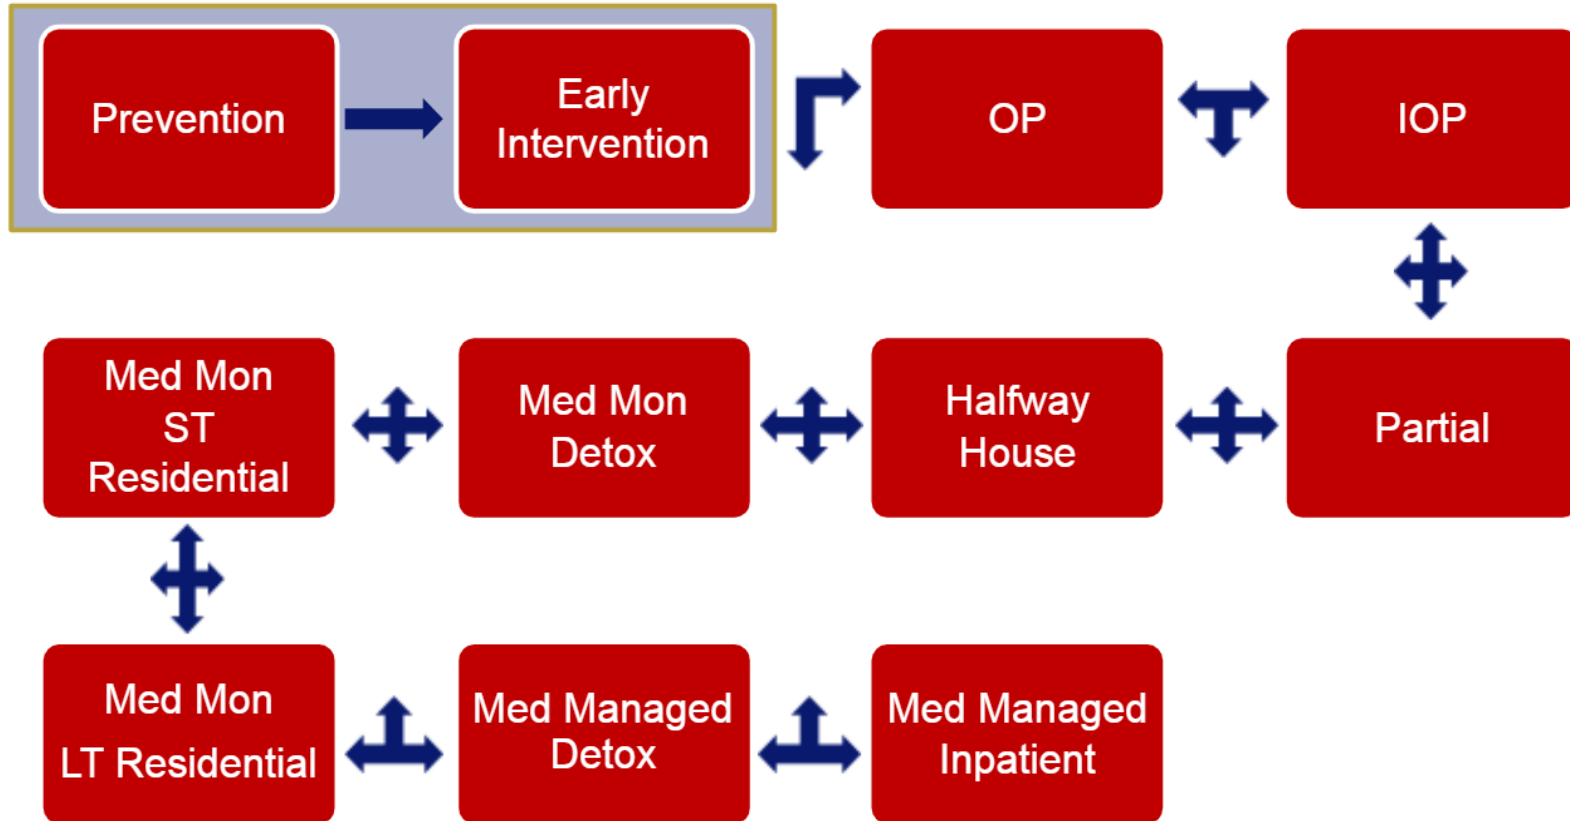 Prevention
Early
Intervention
OP
IOP
Med Mon
ST
Residential
Med Mon
Detox
Halfway
House
Partial
Med Mon
LT Residential
Med Managed
Detox
Med Managed
Inpatient